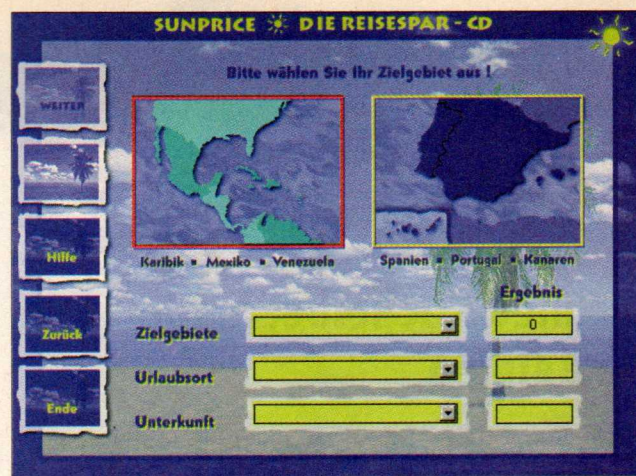 SUNPRICE DIE REISESPAR - CD
Bitte wählen Sie Ihr Zielgebiet aus !
WEITER
Karibik ▪ Mexiko ▪ Venezuela
Spanien ▪ Portugal ▪ Kanaren
Hilfe
Ergebnis
Zurück
Zielgebiete
0
Urlaubsort
Ende
Unterkunft